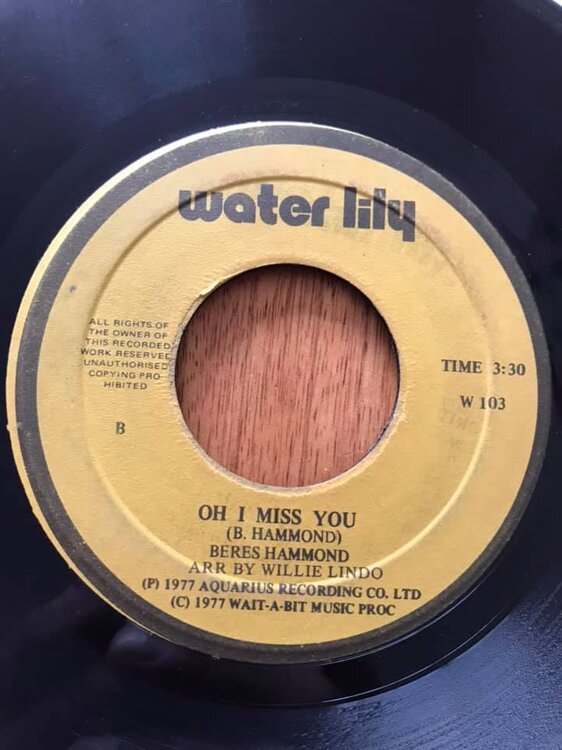 water lily
ALL RIGHTS OF
THE OWNER OF
THIS RECORDED
WORK RESERVED
UNAUTHORISED
COPYING PRO
HIBITED
TIME 3:30
W 103
B
OH I MISS YOU
(B. HAMMOND)
BERES HAMMOND
ARR BY WILLIE LINDO
(P) 1977 AQUARIUS RECORDING CO. LTD
(C) 1977 WAIT-A-BIT MUSIC PROC